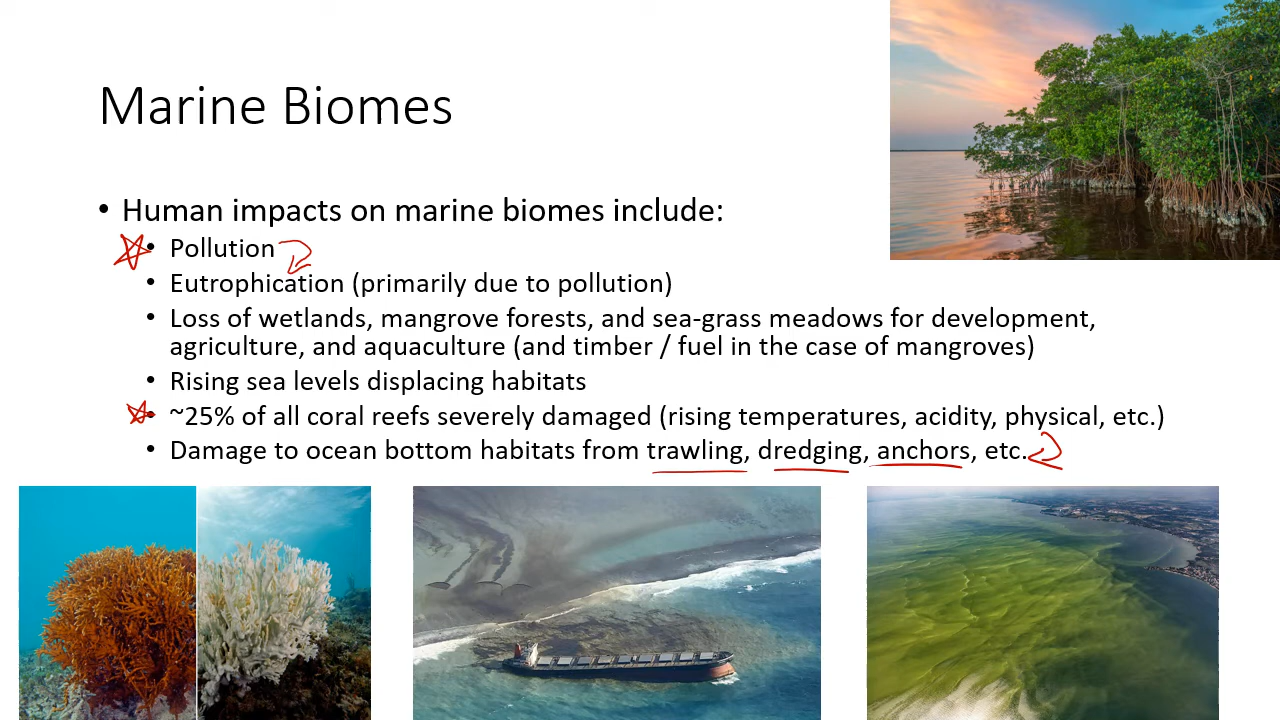 Marine Biomes
• Human impacts on marine biomes include:
• Pollution
• Eutrophication (primarily due to pollution)
• Loss of wetlands, mangrove forests, and sea-grass meadows for development,
agriculture, and aquaculture (and timber / fuel in the case of mangroves)
• Rising sea levels displacing habitats
• ~25% of all coral reefs severely damaged (rising temperatures, acidity, physical, etc.)
• Damage to ocean bottom habitats from trawling, dredging, anchors, etc.